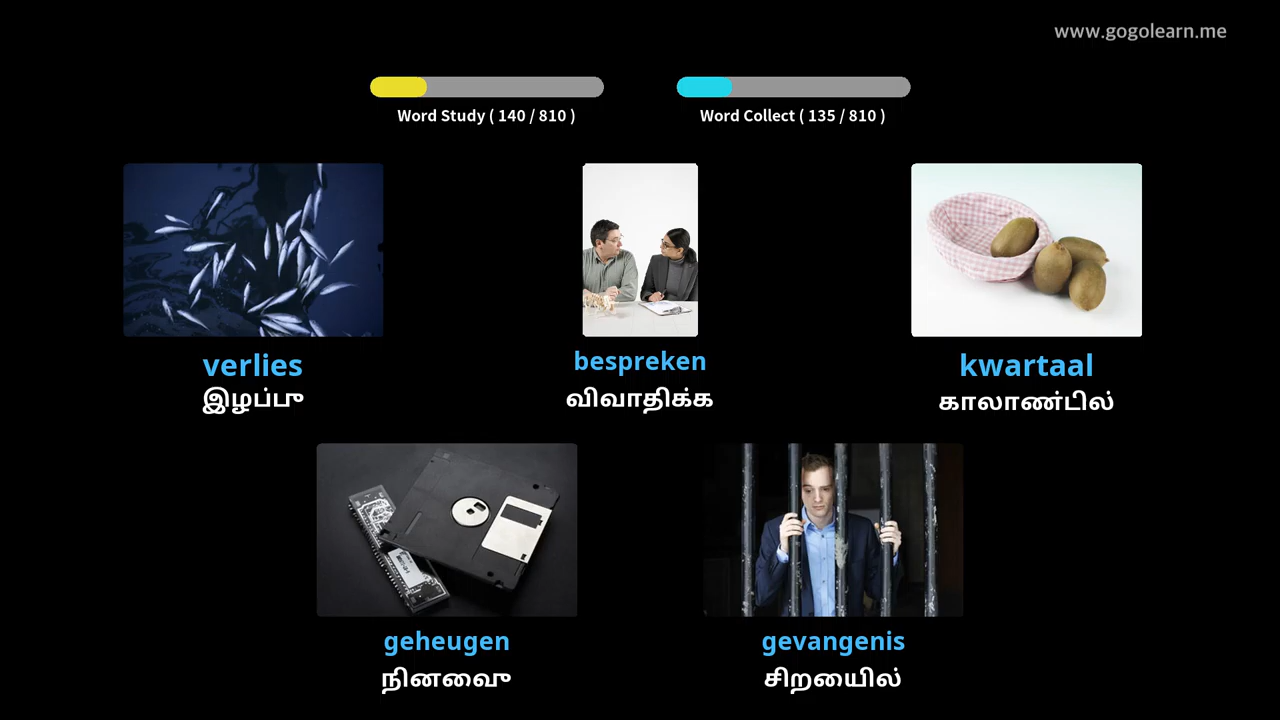 www.gogolearn.me
Word Study ( 140 / 810 )
Word Collect ( 135 / 810 )
verlies
இழப்பு
bespreken
விவாதிக்க
kwartaal
காலாண்டில்
geheugen
நினைவு
gevangenis
சிறையில்